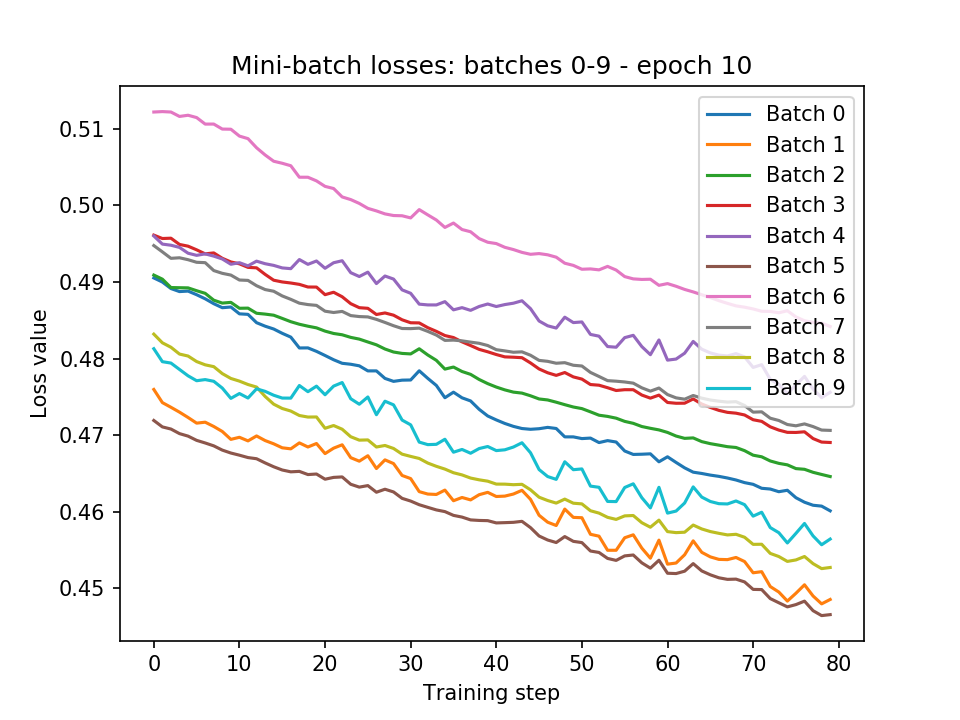 Mini-batch losses: batches 0-9 - epoch 10
0.51
0.50
0.49
0.48
0.47
0.46
0.45
Loss value
0
10
20
30
40
50
60
70
80
Training step
Batch 0
Batch 1
Batch 2
Batch 3
Batch 4
Batch 5
Batch 6
Batch 7
Batch 8
Batch 9